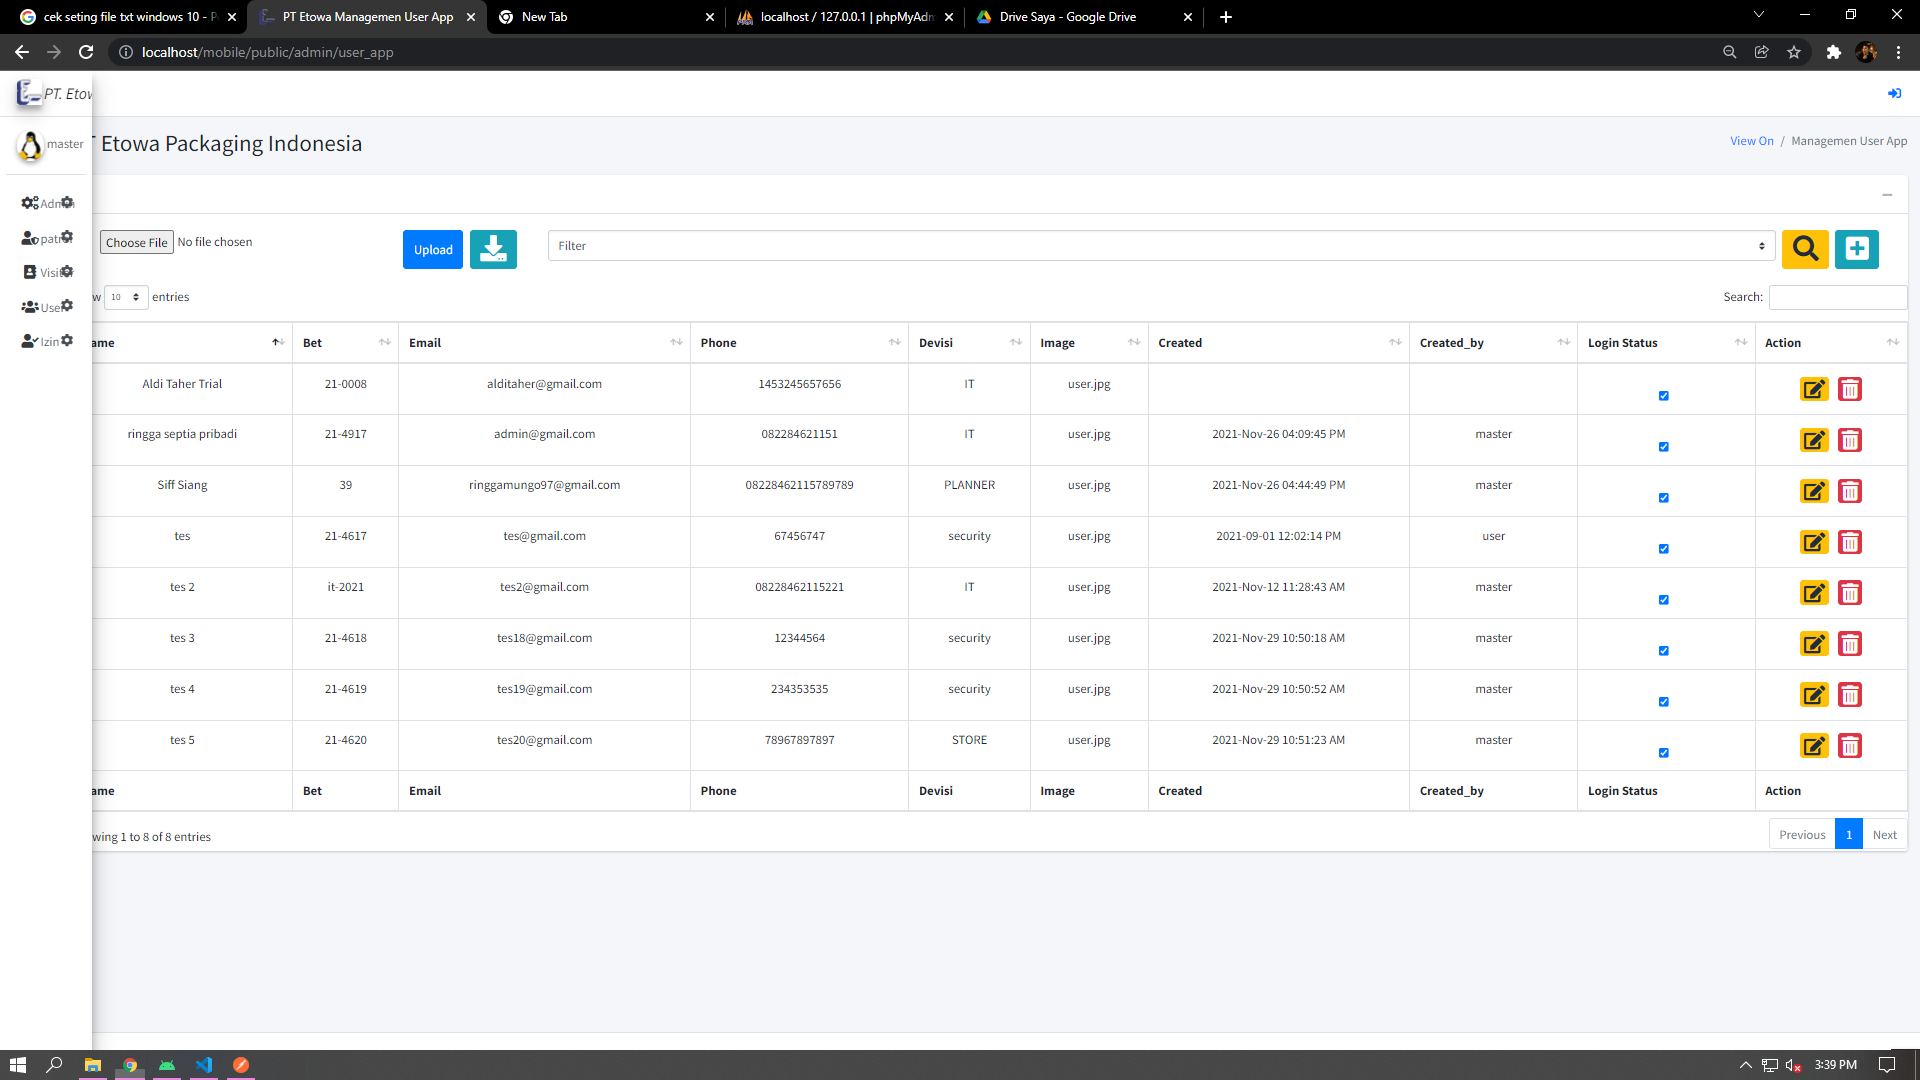 cek seting file txt windows 10 - P
PT Etowa Managemen User App
New Tab
localhost / 127.0.0.1 | phpMyAdm
Drive Saya - Google Drive
localhost/mobile/public/admin/user_app
PT. Etow
master
T Etowa Packaging Indonesia
View On / Managemen User App
Admin
patrol
Visitor
User
Izin
Choose File No file chosen
Upload
Filter
w 10 entries
Search:
ame Bet Email Phone Devisi Image Created Created_by Login Status Action
Aldi Taher Trial 21-0008 alditaher@gmail.com 1453245657656 IT user.jpg
ringga septia pribadi 21-4917 admin@gmail.com 082284621151 IT user.jpg 2021-Nov-26 04:09:45 PM master
Siff Siang 39 ringgamungo97@gmail.com 08228462115789789 PLANNER user.jpg 2021-Nov-26 04:44:49 PM master
tes 21-4617 tes@gmail.com 67456747 security user.jpg 2021-09-01 12:02:14 PM user
tes 2 it-2021 tes2@gmail.com 08228462115221 IT user.jpg 2021-Nov-12 11:28:43 AM master
tes 3 21-4618 tes18@gmail.com 12344564 security user.jpg 2021-Nov-29 10:50:18 AM master
tes 4 21-4619 tes19@gmail.com 234353535 security user.jpg 2021-Nov-29 10:50:52 AM master
tes 5 21-4620 tes20@gmail.com 78967897897 STORE user.jpg 2021-Nov-29 10:51:23 AM master
ame Bet Email Phone Devisi Image Created Created_by Login Status Action
wing 1 to 8 of 8 entries
Previous 1 Next
3:39 PM